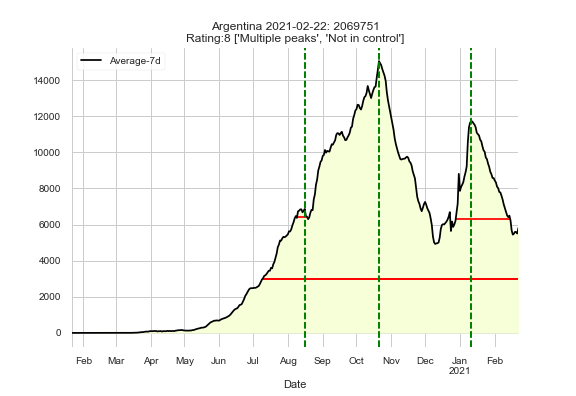 Argentina 2021-02-22: 2069751
Rating:8 ['Multiple peaks', 'Not in control']
Average-7d
14000
12000
10000
8000
6000
4000
2000
0
Feb Mar Apr May Jun Jul Aug Sep Oct Nov Dec Jan Feb
2021
Date